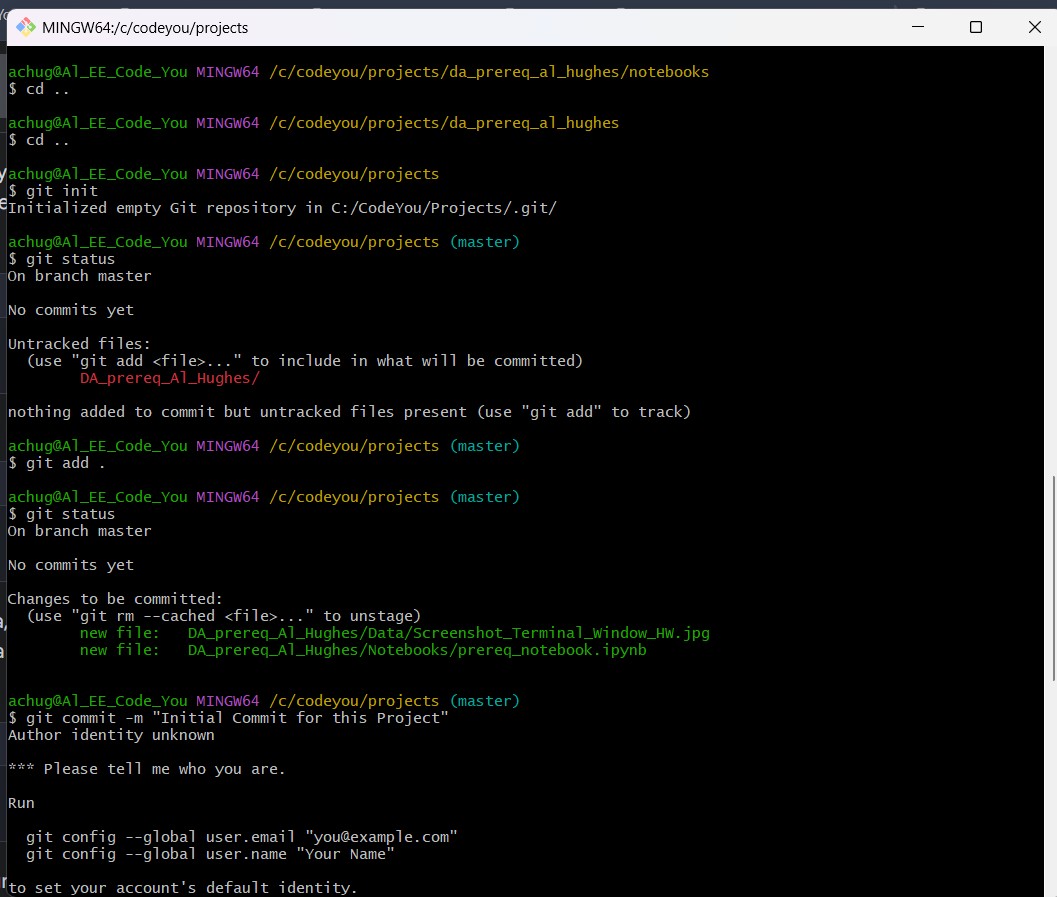 MINGW64:/c/codeyou/projects
achug@Al_EE_Code_You MINGW64 /c/codeyou/projects/da_prereq_al_hughes/notebooks
$ cd ..
achug@Al_EE_Code_You MINGW64 /c/codeyou/projects/da_prereq_al_hughes
$ cd ..
achug@Al_EE_Code_You MINGW64 /c/codeyou/projects
$ git init
Initialized empty Git repository in C:/CodeYou/Projects/.git/
achug@Al_EE_Code_You MINGW64 /c/codeyou/projects (master)
$ git status
On branch master
No commits yet
Untracked files:
  (use "git add <file>..." to include in what will be committed)
        DA_prereq_Al_Hughes/
nothing added to commit but untracked files present (use "git add" to track)
achug@Al_EE_Code_You MINGW64 /c/codeyou/projects (master)
$ git add .
achug@Al_EE_Code_You MINGW64 /c/codeyou/projects (master)
$ git status
On branch master
No commits yet
Changes to be committed:
  (use "git rm --cached <file>..." to unstage)
        new file:   DA_prereq_Al_Hughes/Data/Screenshot_Terminal_Window_HW.jpg
        new file:   DA_prereq_Al_Hughes/Notebooks/prereq_notebook.ipynb
achug@Al_EE_Code_You MINGW64 /c/codeyou/projects (master)
$ git commit -m "Initial Commit for this Project"
Author identity unknown
*** Please tell me who you are.
Run
  git config --global user.email "you@example.com"
  git config --global user.name "Your Name"
to set your account's default identity.